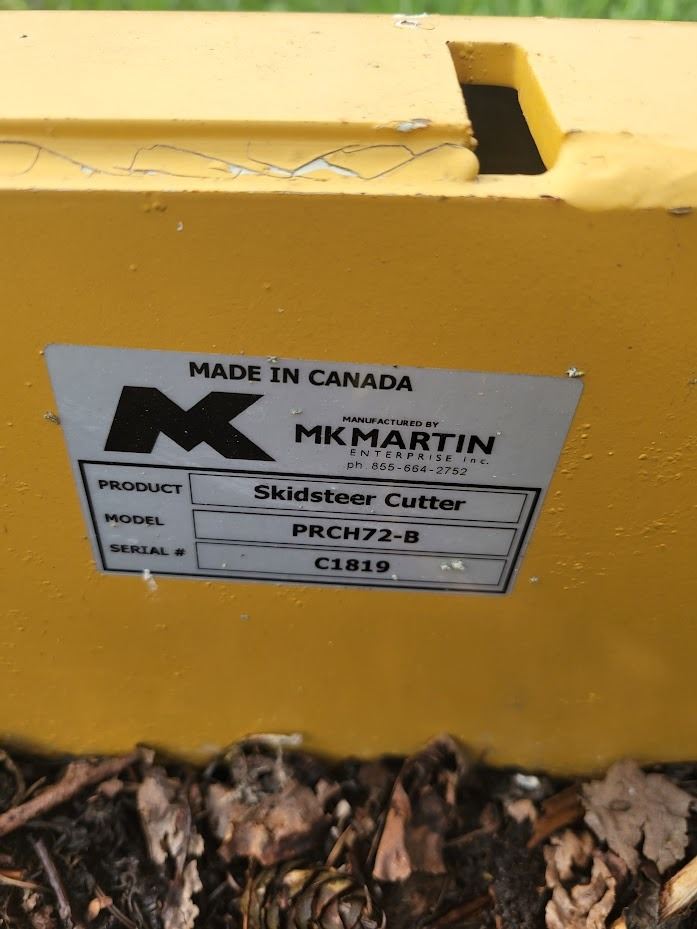 MADE IN CANADA
MK
MANUFACTURED BY
MKMARTIN
ENTERPRISE inc.
ph. 855-664-2752
PRODUCT Skidsteer Cutter
MODEL PRCH72-B
SERIAL # C1819